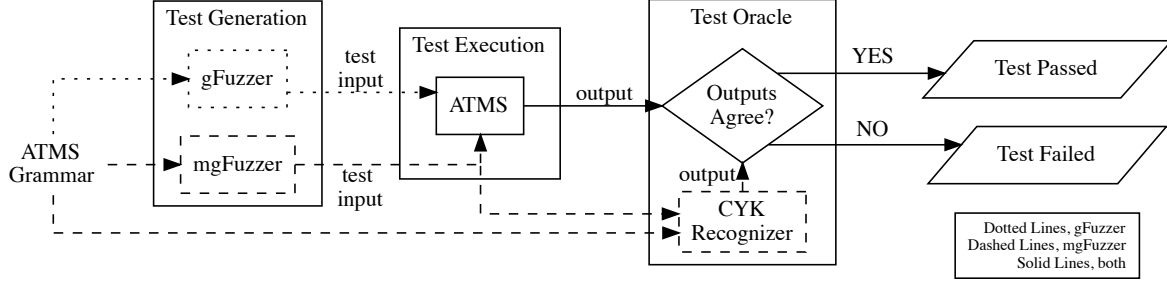 Test Generation
gFuzzer
mgFuzzer
ATMS
Grammar
test
input
test
input
Test Execution
ATMS
output
Test Oracle
Outputs
Agree?
output
CYK
Recognizer
YES
Test Passed
NO
Test Failed
Dotted Lines, gFuzzer
Dashed Lines, mgFuzzer
Solid Lines, both